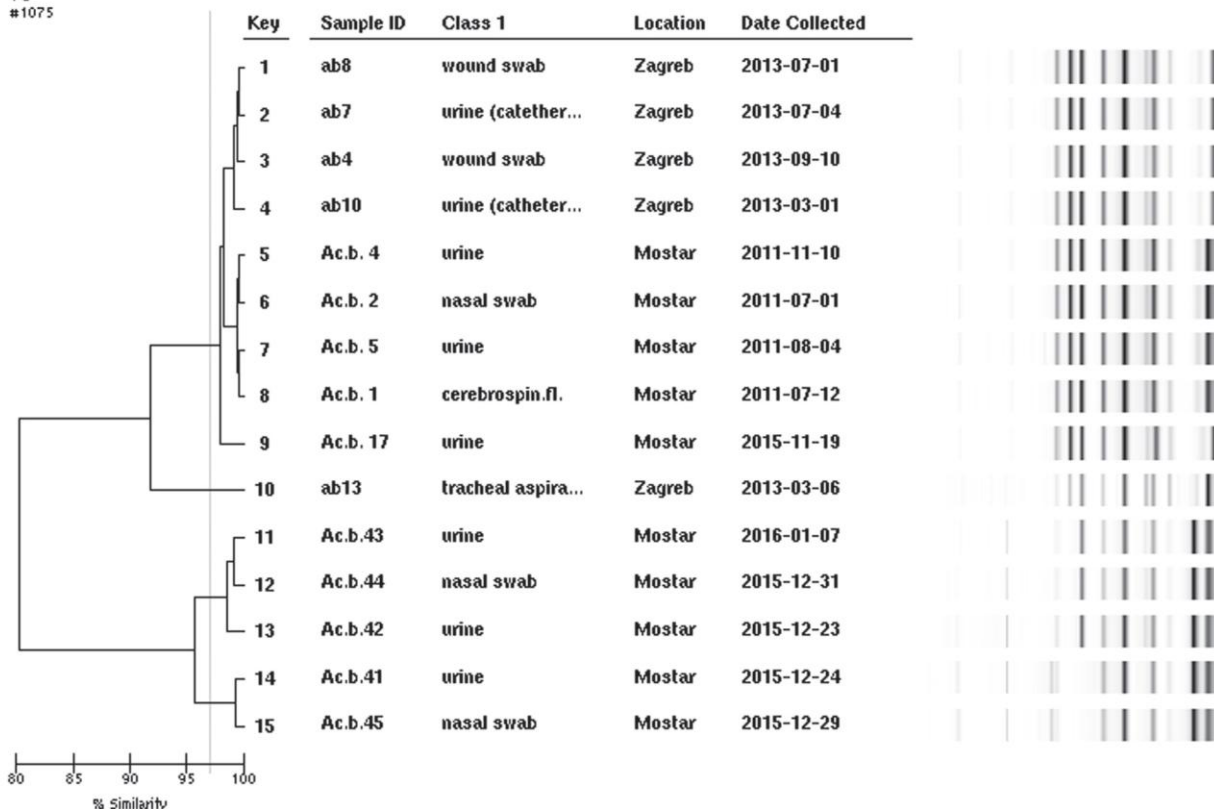 #1075
Key Sample ID Class 1 Location Date Collected
1 ab8 wound swab Zagreb 2013-07-01
2 ab7 urine (catether... Zagreb 2013-07-04
3 ab4 wound swab Zagreb 2013-09-10
4 ab10 urine (catheter... Zagreb 2013-03-01
5 Ac.b. 4 urine Mostar 2011-11-10
6 Ac.b. 2 nasal swab Mostar 2011-07-01
7 Ac.b. 5 urine Mostar 2011-08-04
8 Ac.b. 1 cerebrospin.fl. Mostar 2011-07-12
9 Ac.b. 17 urine Mostar 2015-11-19
10 ab13 tracheal aspira... Zagreb 2013-03-06
11 Ac.b.43 urine Mostar 2016-01-07
12 Ac.b.44 nasal swab Mostar 2015-12-31
13 Ac.b.42 urine Mostar 2015-12-23
14 Ac.b.41 urine Mostar 2015-12-24
15 Ac.b.45 nasal swab Mostar 2015-12-29
80 85 90 95 100
% Similarity